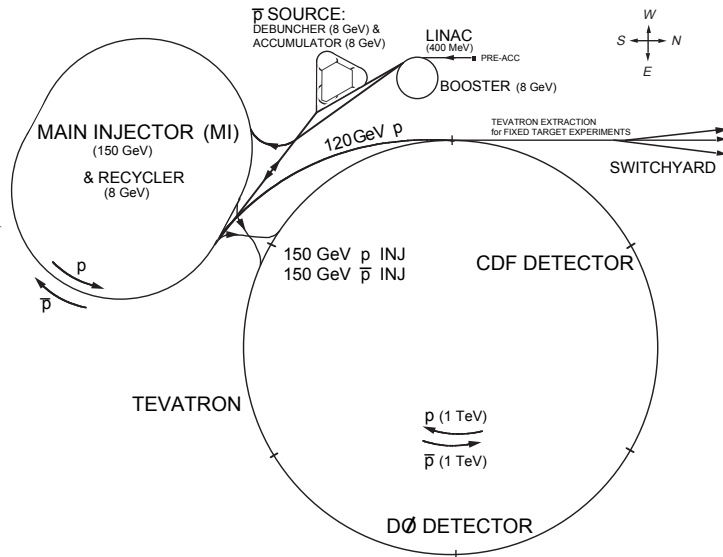 p̅ SOURCE:
DEBUNCHER (8 GeV) &
ACCUMULATOR (8 GeV)
LINAC
(400 MeV)
PRE-ACC
BOOSTER (8 GeV)
W
S N
E
MAIN INJECTOR (MI)
(150 GeV)
& RECYCLER
(8 GeV)
120 GeV p
TEVATRON EXTRACTION
for FIXED TARGET EXPERIMENTS
SWITCHYARD
150 GeV p INJ
150 GeV p̅ INJ
CDF DETECTOR
p
p̅
TEVATRON
p (1 TeV)
p̅ (1 TeV)
DØ DETECTOR